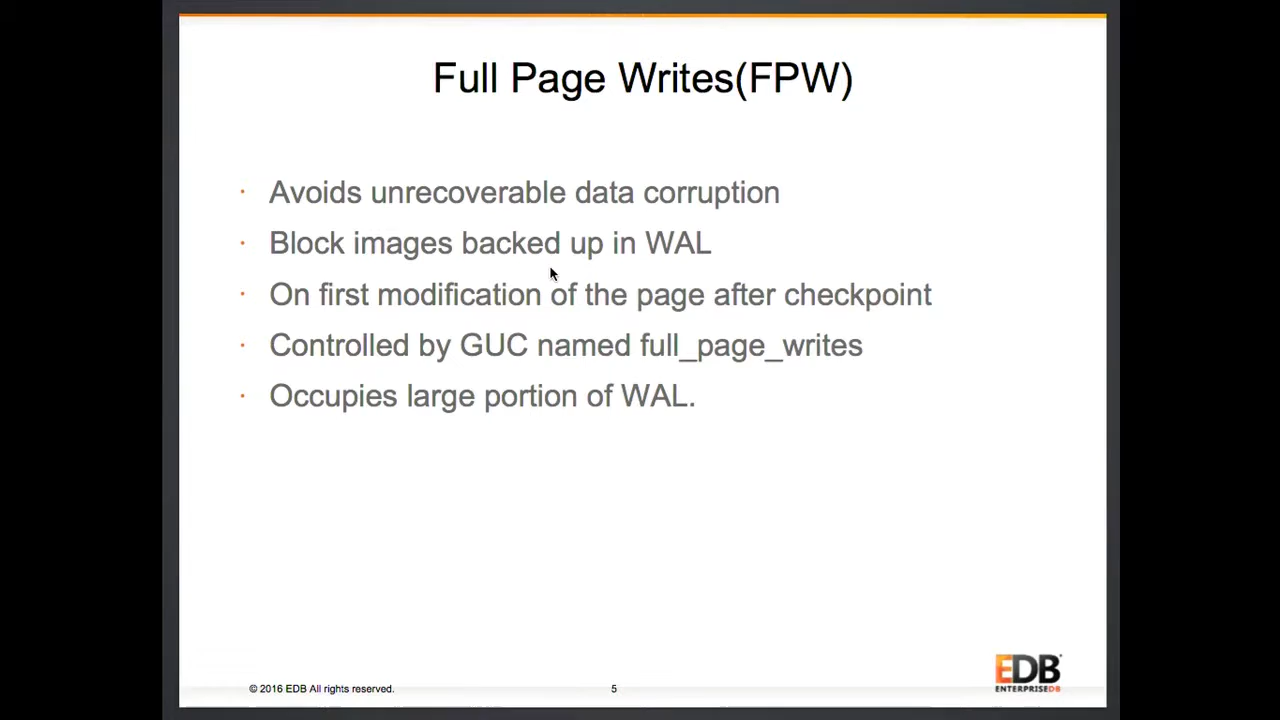 Full Page Writes(FPW)
· Avoids unrecoverable data corruption
· Block images backed up in WAL
· On first modification of the page after checkpoint
· Controlled by GUC named full_page_writes
· Occupies large portion of WAL.
© 2016 EDB All rights reserved.
5
EDB
ENTERPRISEDB